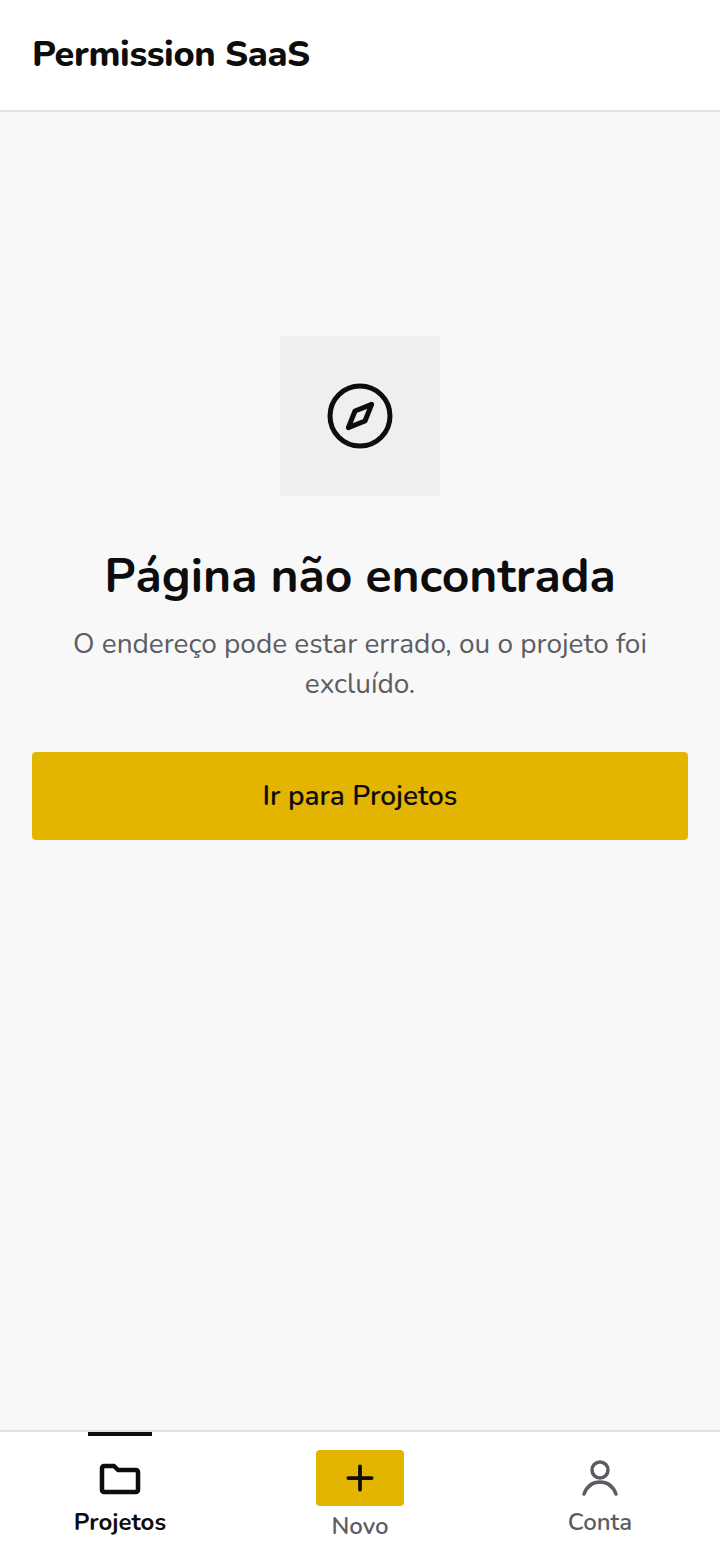 Permission SaaS
Página não encontrada
O endereço pode estar errado, ou o projeto foi
excluído.
Ir para Projetos
Projetos
Novo
Conta